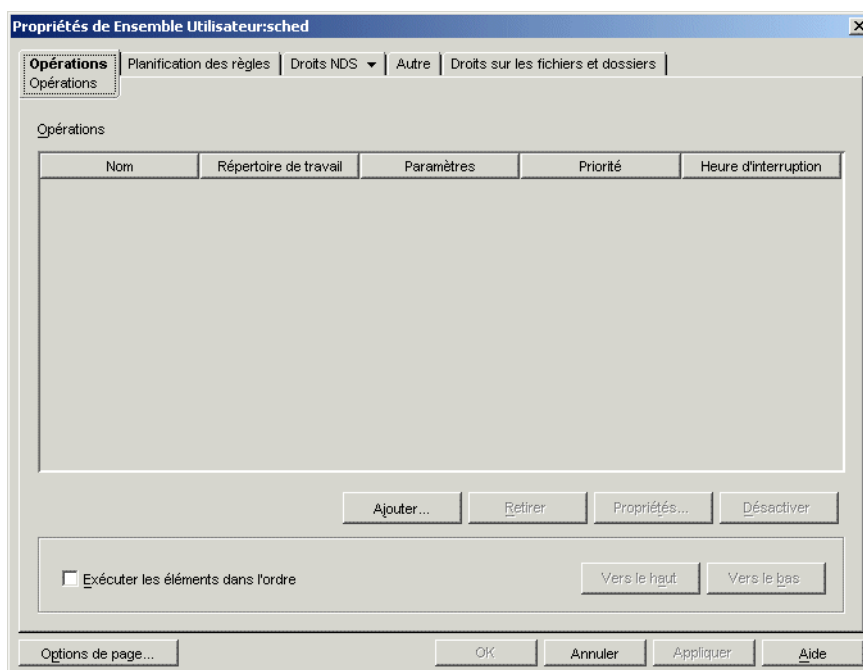 Propriétés de Ensemble Utilisateur:sched
Opérations Planification des règles Droits NDS Autre Droits sur les fichiers et dossiers
Opérations
Opérations
Nom Répertoire de travail Paramètres Priorité Heure d'interruption
Ajouter... Retirer Propriétés... Désactiver
Exécuter les éléments dans l'ordre Vers le haut Vers le bas
Options de page... OK Annuler Appliquer Aide